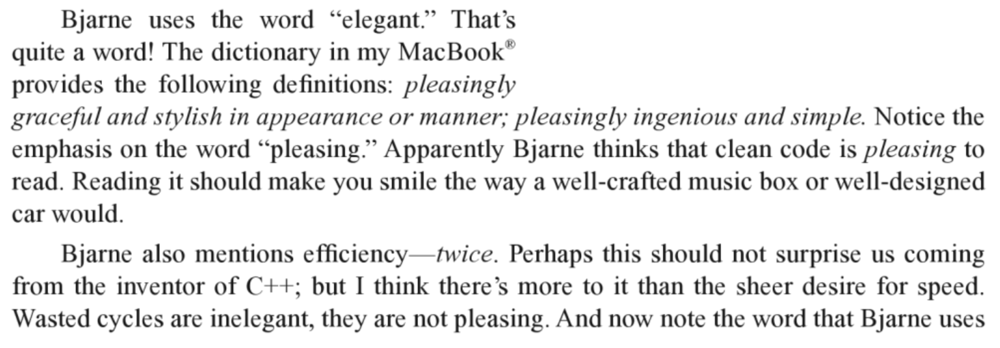 Bjarne uses the word “elegant.” That’s
quite a word! The dictionary in my MacBook®
provides the following definitions: pleasingly
graceful and stylish in appearance or manner; pleasingly ingenious and simple. Notice the
emphasis on the word “pleasing.” Apparently Bjarne thinks that clean code is pleasing to
read. Reading it should make you smile the way a well-crafted music box or well-designed
car would.
Bjarne also mentions efficiency—twice. Perhaps this should not surprise us coming
from the inventor of C++; but I think there’s more to it than the sheer desire for speed.
Wasted cycles are inelegant, they are not pleasing. And now note the word that Bjarne uses